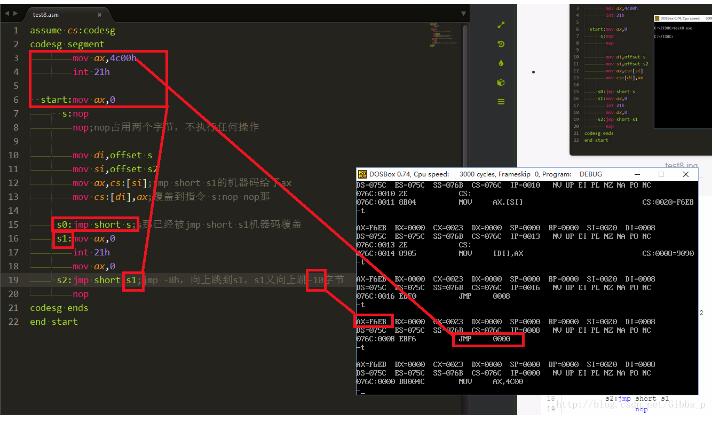 test8.asm
1 assume cs:codesg
2 codesg segment
3 mov ax,4c00h
4 int 21h
5
6 start:mov ax,0
7 s:nop
8 nop;nop占用两个字节，不执行任何操作
9
10 mov di,offset s
11 mov si,offset s2
12 mov ax,cs:[si];jmp short s1的机器码给了ax
13 mov cs:[di],ax;覆盖到指令 s:nop nop那
14
15 s0:jmp short s;已经被jmp short s1机器码覆盖
16 s1:mov ax,0
17 int 21h
18 mov ax,0
19 s2:jmp short s1;jmp -8h，向上跳到s1，s1又向上跳-10字节
20 nop
21 codesg ends
22 end start
DOSBox 0.74, Cpu speed: 3000 cycles, Frameskip 0, Program: DEBUG
DS=075C ES=075C SS=076B CS=076C IP=0010 NV UP EI PL NZ NA PO NC
076C:0010 2E CS:
076C:0011 8B04 MOV AX,[SI] CS:0020=F6EB
-t
AX=F6EB BX=0000 CX=0023 DX=0000 SP=0000 BP=0000 SI=0020 DI=0008
DS=075C ES=075C SS=076B CS=076C IP=0013 NV UP EI PL NZ NA PO NC
076C:0013 2E CS:
076C:0014 8905 MOV [DI],AX CS:0008=9090
-t
AX=F6EB BX=0000 CX=0023 DX=0000 SP=0000 BP=0000 SI=0020 DI=0008
DS=075C ES=075C SS=076B CS=076C IP=0016 NV UP EI PL NZ NA PO NC
076C:0016 EBF0 JMP 0008
-t
AX=F6EB BX=0000 CX=0023 DX=0000 SP=0000 BP=0000 SI=0020 DI=0008
DS=075C ES=075C SS=076B CS=076C IP=0008 NV UP EI PL NZ NA PO NC
076C:0008 EBF6 JMP 0000
-t
AX=F6EB BX=0000 CX=0023 DX=0000 SP=0000 BP=0000 SI=0020 DI=0008
DS=075C ES=075C SS=076B CS=076C IP=0000 NV UP EI PL NZ NA PO NC
076C:0000 B8004C MOV AX,4C00
-
test8.jpg
18 s2:jmp short s1
19 nop